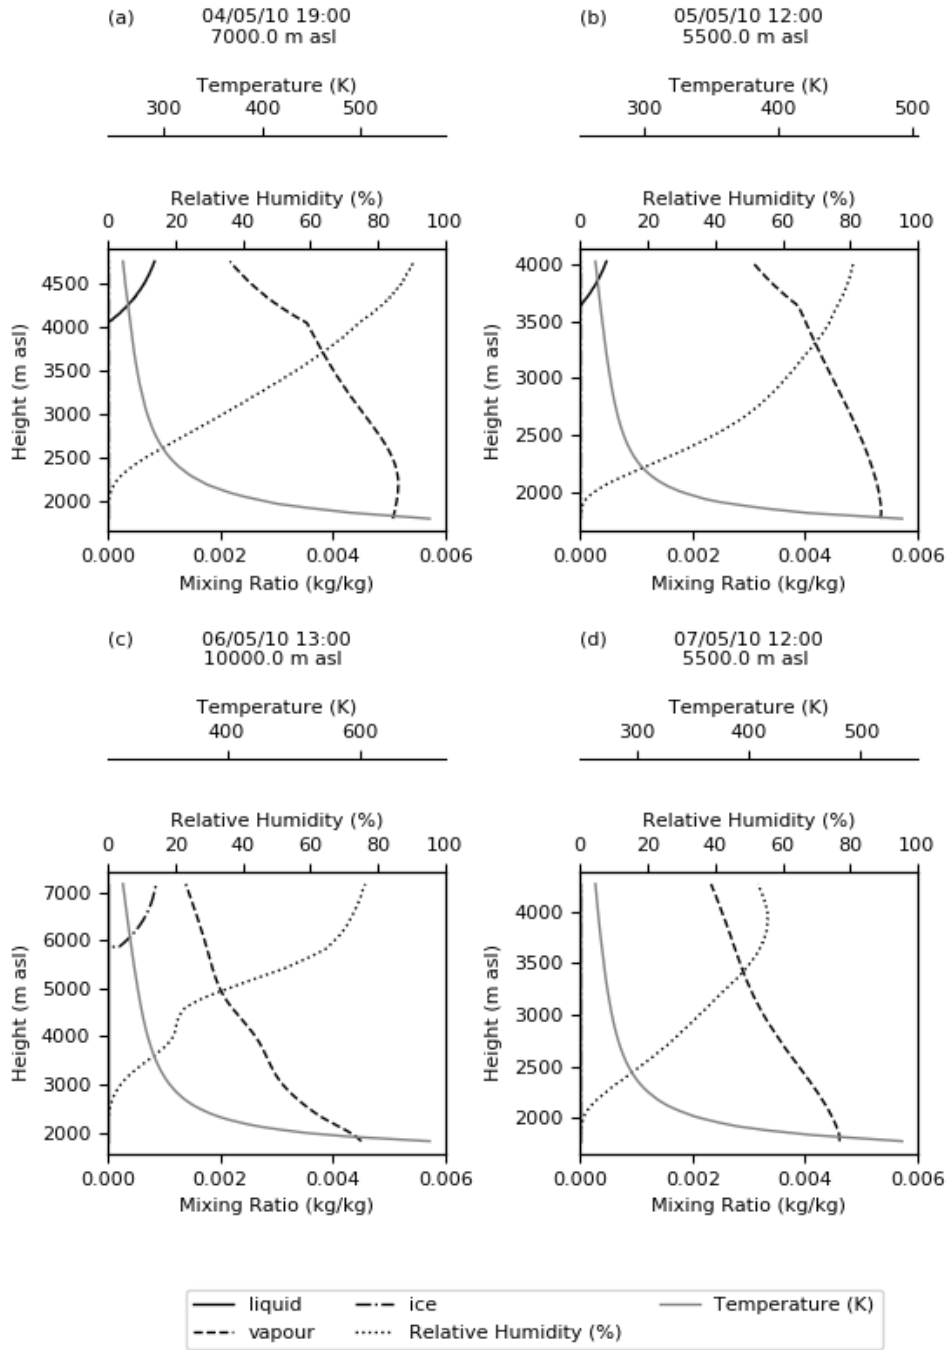 (a) 04/05/10 19:00
7000.0 m asl
Temperature (K)
300 400 500
Relative Humidity (%)
0 20 40 60 80 100
4500
4000
3500
3000
2500
2000
Height (m asl)
0.000 0.002 0.004 0.006
Mixing Ratio (kg/kg)
(b) 05/05/10 12:00
5500.0 m asl
Temperature (K)
300 400 500
Relative Humidity (%)
0 20 40 60 80 100
4000
3500
3000
2500
2000
Height (m asl)
0.000 0.002 0.004 0.006
Mixing Ratio (kg/kg)
(c) 06/05/10 13:00
10000.0 m asl
Temperature (K)
400 600
Relative Humidity (%)
0 20 40 60 80 100
7000
6000
5000
4000
3000
2000
Height (m asl)
0.000 0.002 0.004 0.006
Mixing Ratio (kg/kg)
(d) 07/05/10 12:00
5500.0 m asl
Temperature (K)
300 400 500
Relative Humidity (%)
0 20 40 60 80 100
4000
3500
3000
2500
2000
Height (m asl)
0.000 0.002 0.004 0.006
Mixing Ratio (kg/kg)
liquid ice Temperature (K)
vapour Relative Humidity (%)